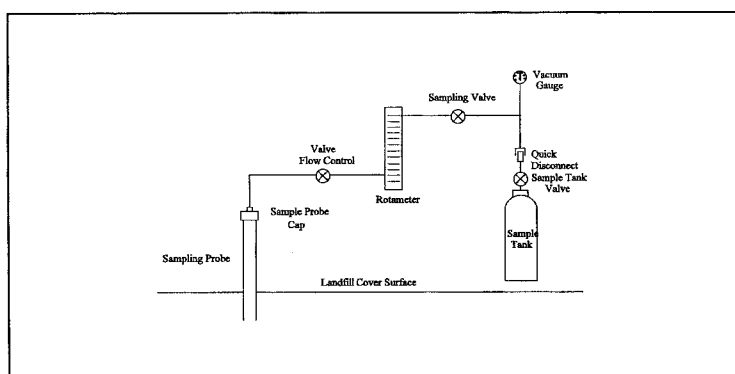 Vacuum
Gauge
Sampling Valve
Valve
Flow Control
Quick
Disconnect
Sample Tank
Valve
Rotameter
Sample Probe
Cap
Sample
Tank
Sampling Probe
Landfill Cover Surface